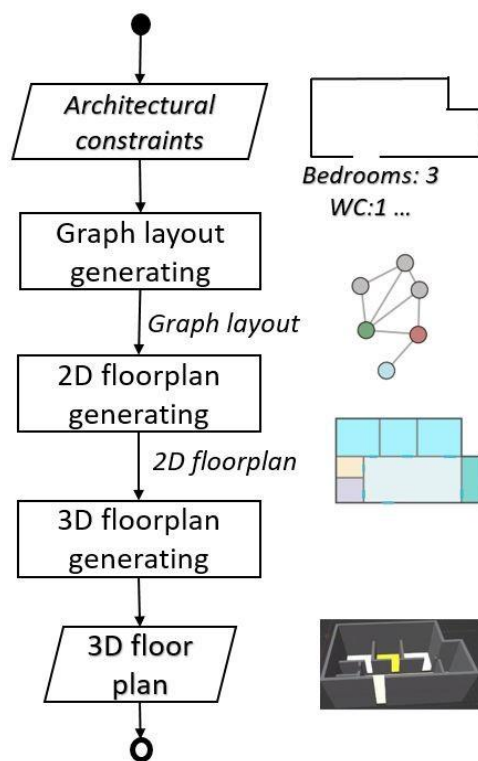 Architectural
constraints
Bedrooms: 3
WC:1 ...
Graph layout
generating
Graph layout
2D floorplan
generating
2D floorplan
3D floorplan
generating
3D floor
plan